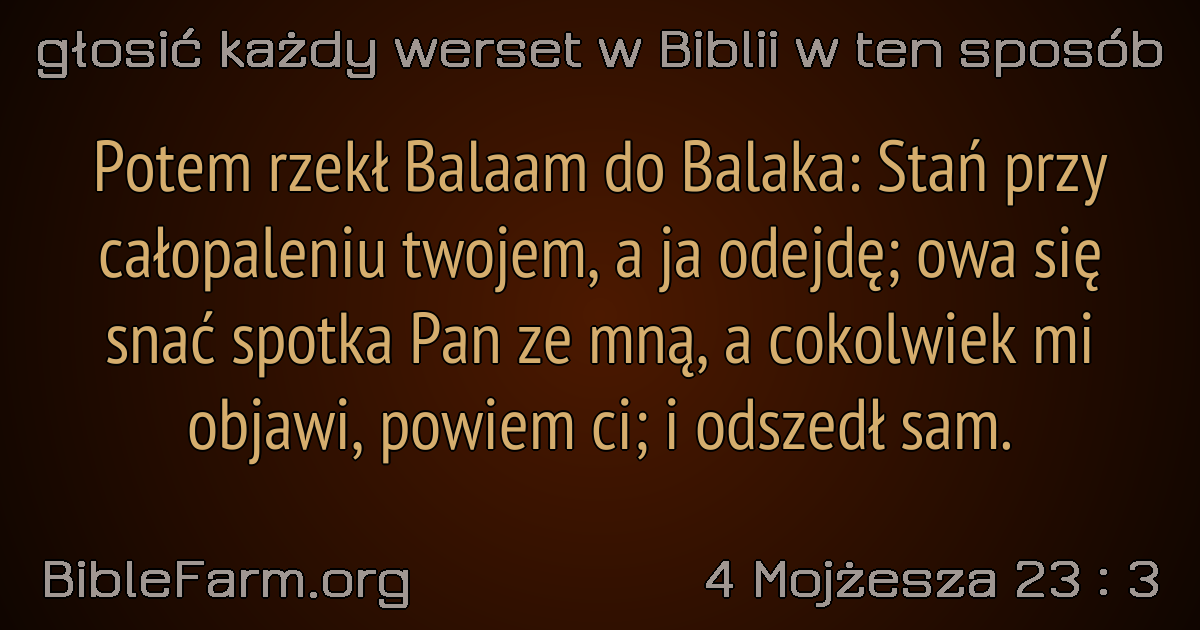 głosić każdy werset w Biblii w ten sposób
Potem rzekł Balaam do Balaka: Stań przy
całopaleniu twojem, a ja odejdę; owa się
snać spotka Pan ze mną, a cokolwiek mi
objawi, powiem ci; i odszedł sam.
BibleFarm.org
4 Mojżesza 23 : 3